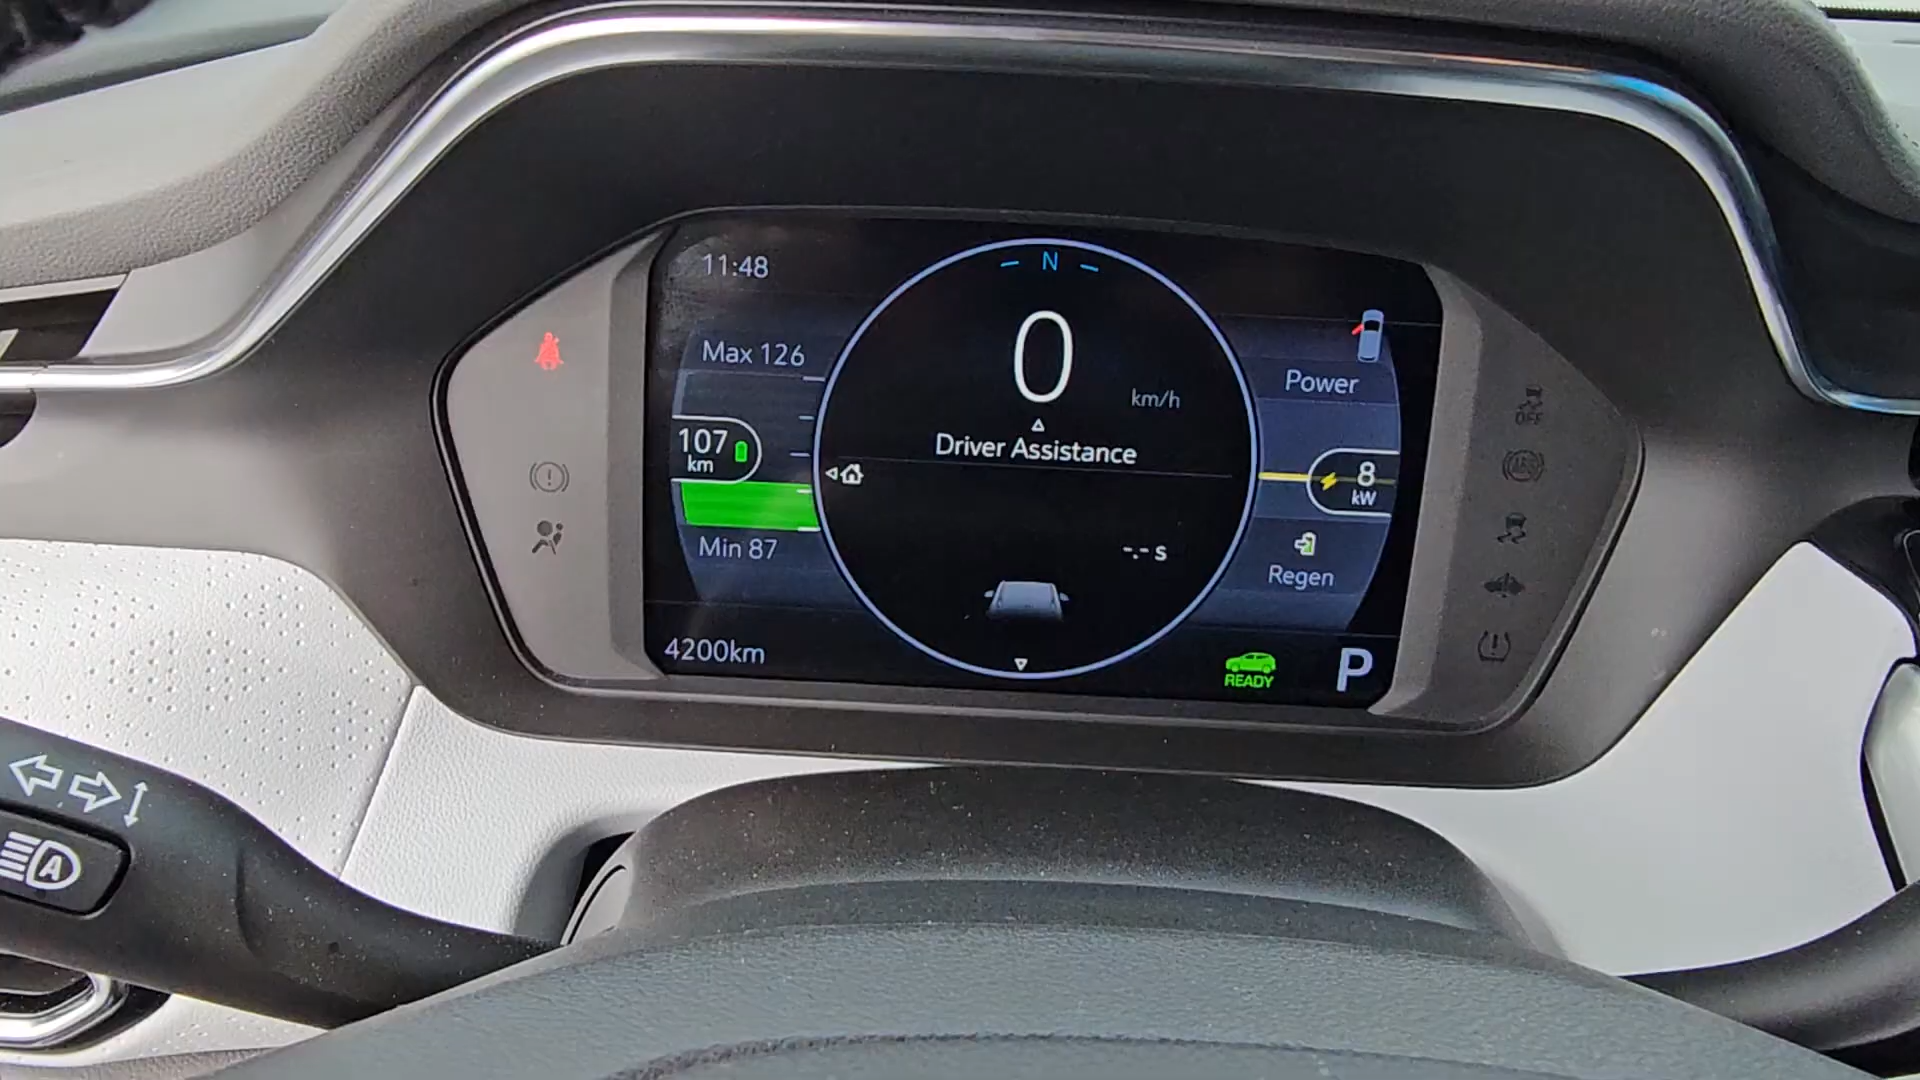 11:48
N
Max 126
0
km/h
Power
107
km
Driver Assistance
8
kW
OFF
ABS
Min 87
-.- s
Regen
4200km
READY
P
A